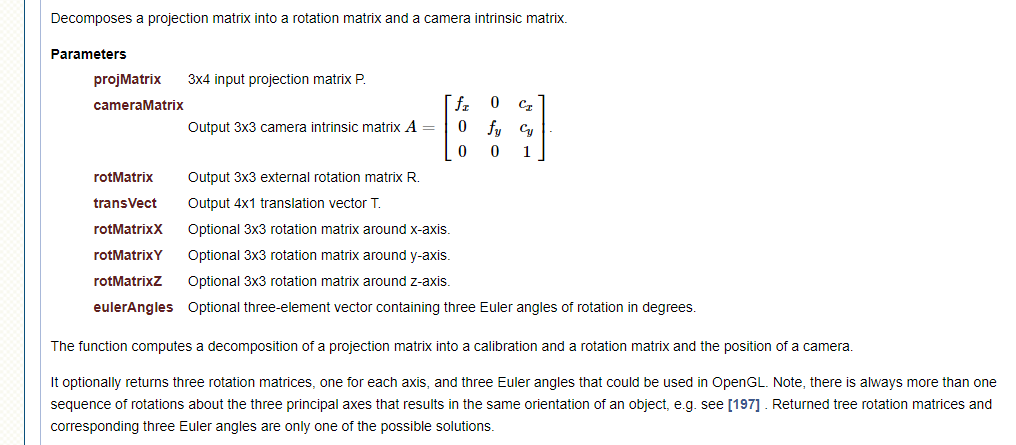 Decomposes a projection matrix into a rotation matrix and a camera intrinsic matrix.
Parameters
projMatrix 3x4 input projection matrix P.
cameraMatrix
Output 3x3 camera intrinsic matrix A = [ f_x 0 c_x
0 f_y c_y
0 0 1 ] .
rotMatrix Output 3x3 external rotation matrix R.
transVect Output 4x1 translation vector T.
rotMatrixX Optional 3x3 rotation matrix around x-axis.
rotMatrixY Optional 3x3 rotation matrix around y-axis.
rotMatrixZ Optional 3x3 rotation matrix around z-axis.
eulerAngles Optional three-element vector containing three Euler angles of rotation in degrees.
The function computes a decomposition of a projection matrix into a calibration and a rotation matrix and the position of a camera.
It optionally returns three rotation matrices, one for each axis, and three Euler angles that could be used in OpenGL. Note, there is always more than one
sequence of rotations about the three principal axes that results in the same orientation of an object, e.g. see [197] . Returned tree rotation matrices and
corresponding three Euler angles are only one of the possible solutions.